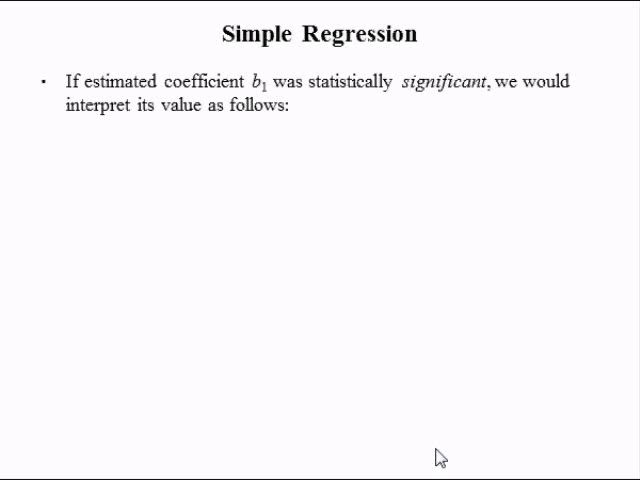 Simple Regression
· If estimated coefficient b₁ was statistically significant, we would
interpret its value as follows: